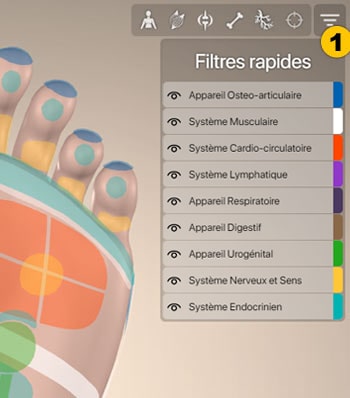 1
Filtres rapides
Appareil Osteo-articulaire
Système Musculaire
Système Cardio-circulatoire
Système Lymphatique
Appareil Respiratoire
Appareil Digestif
Appareil Urogénital
Système Nerveux et Sens
Système Endocrinien